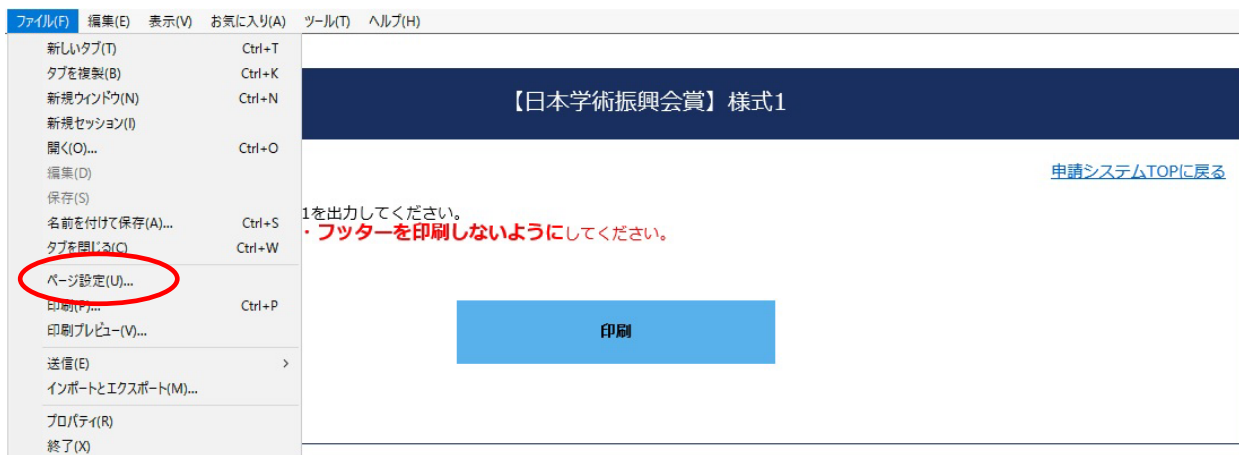 ファイル(F) 編集(E) 表示(V) お気に入り(A) ツール(T) ヘルプ(H)
新しいタブ(T) Ctrl+T
タブを複製(B) Ctrl+K
新規ウィンドウ(N) Ctrl+N
新規セッション(I)
開く(O)... Ctrl+O
編集(D)
保存(S)
名前を付けて保存(A)... Ctrl+S
タブを閉じる(C) Ctrl+W
ページ設定(U)...
印刷(P)... Ctrl+P
印刷プレビュー(V)...
送信(E) >
インポートとエクスポート(M)...
プロパティ(R)
終了(X)
【日本学術振興会賞】様式1
申請システムTOPに戻る
1を出力してください。
・フッターを印刷しないようにしてください。
印刷